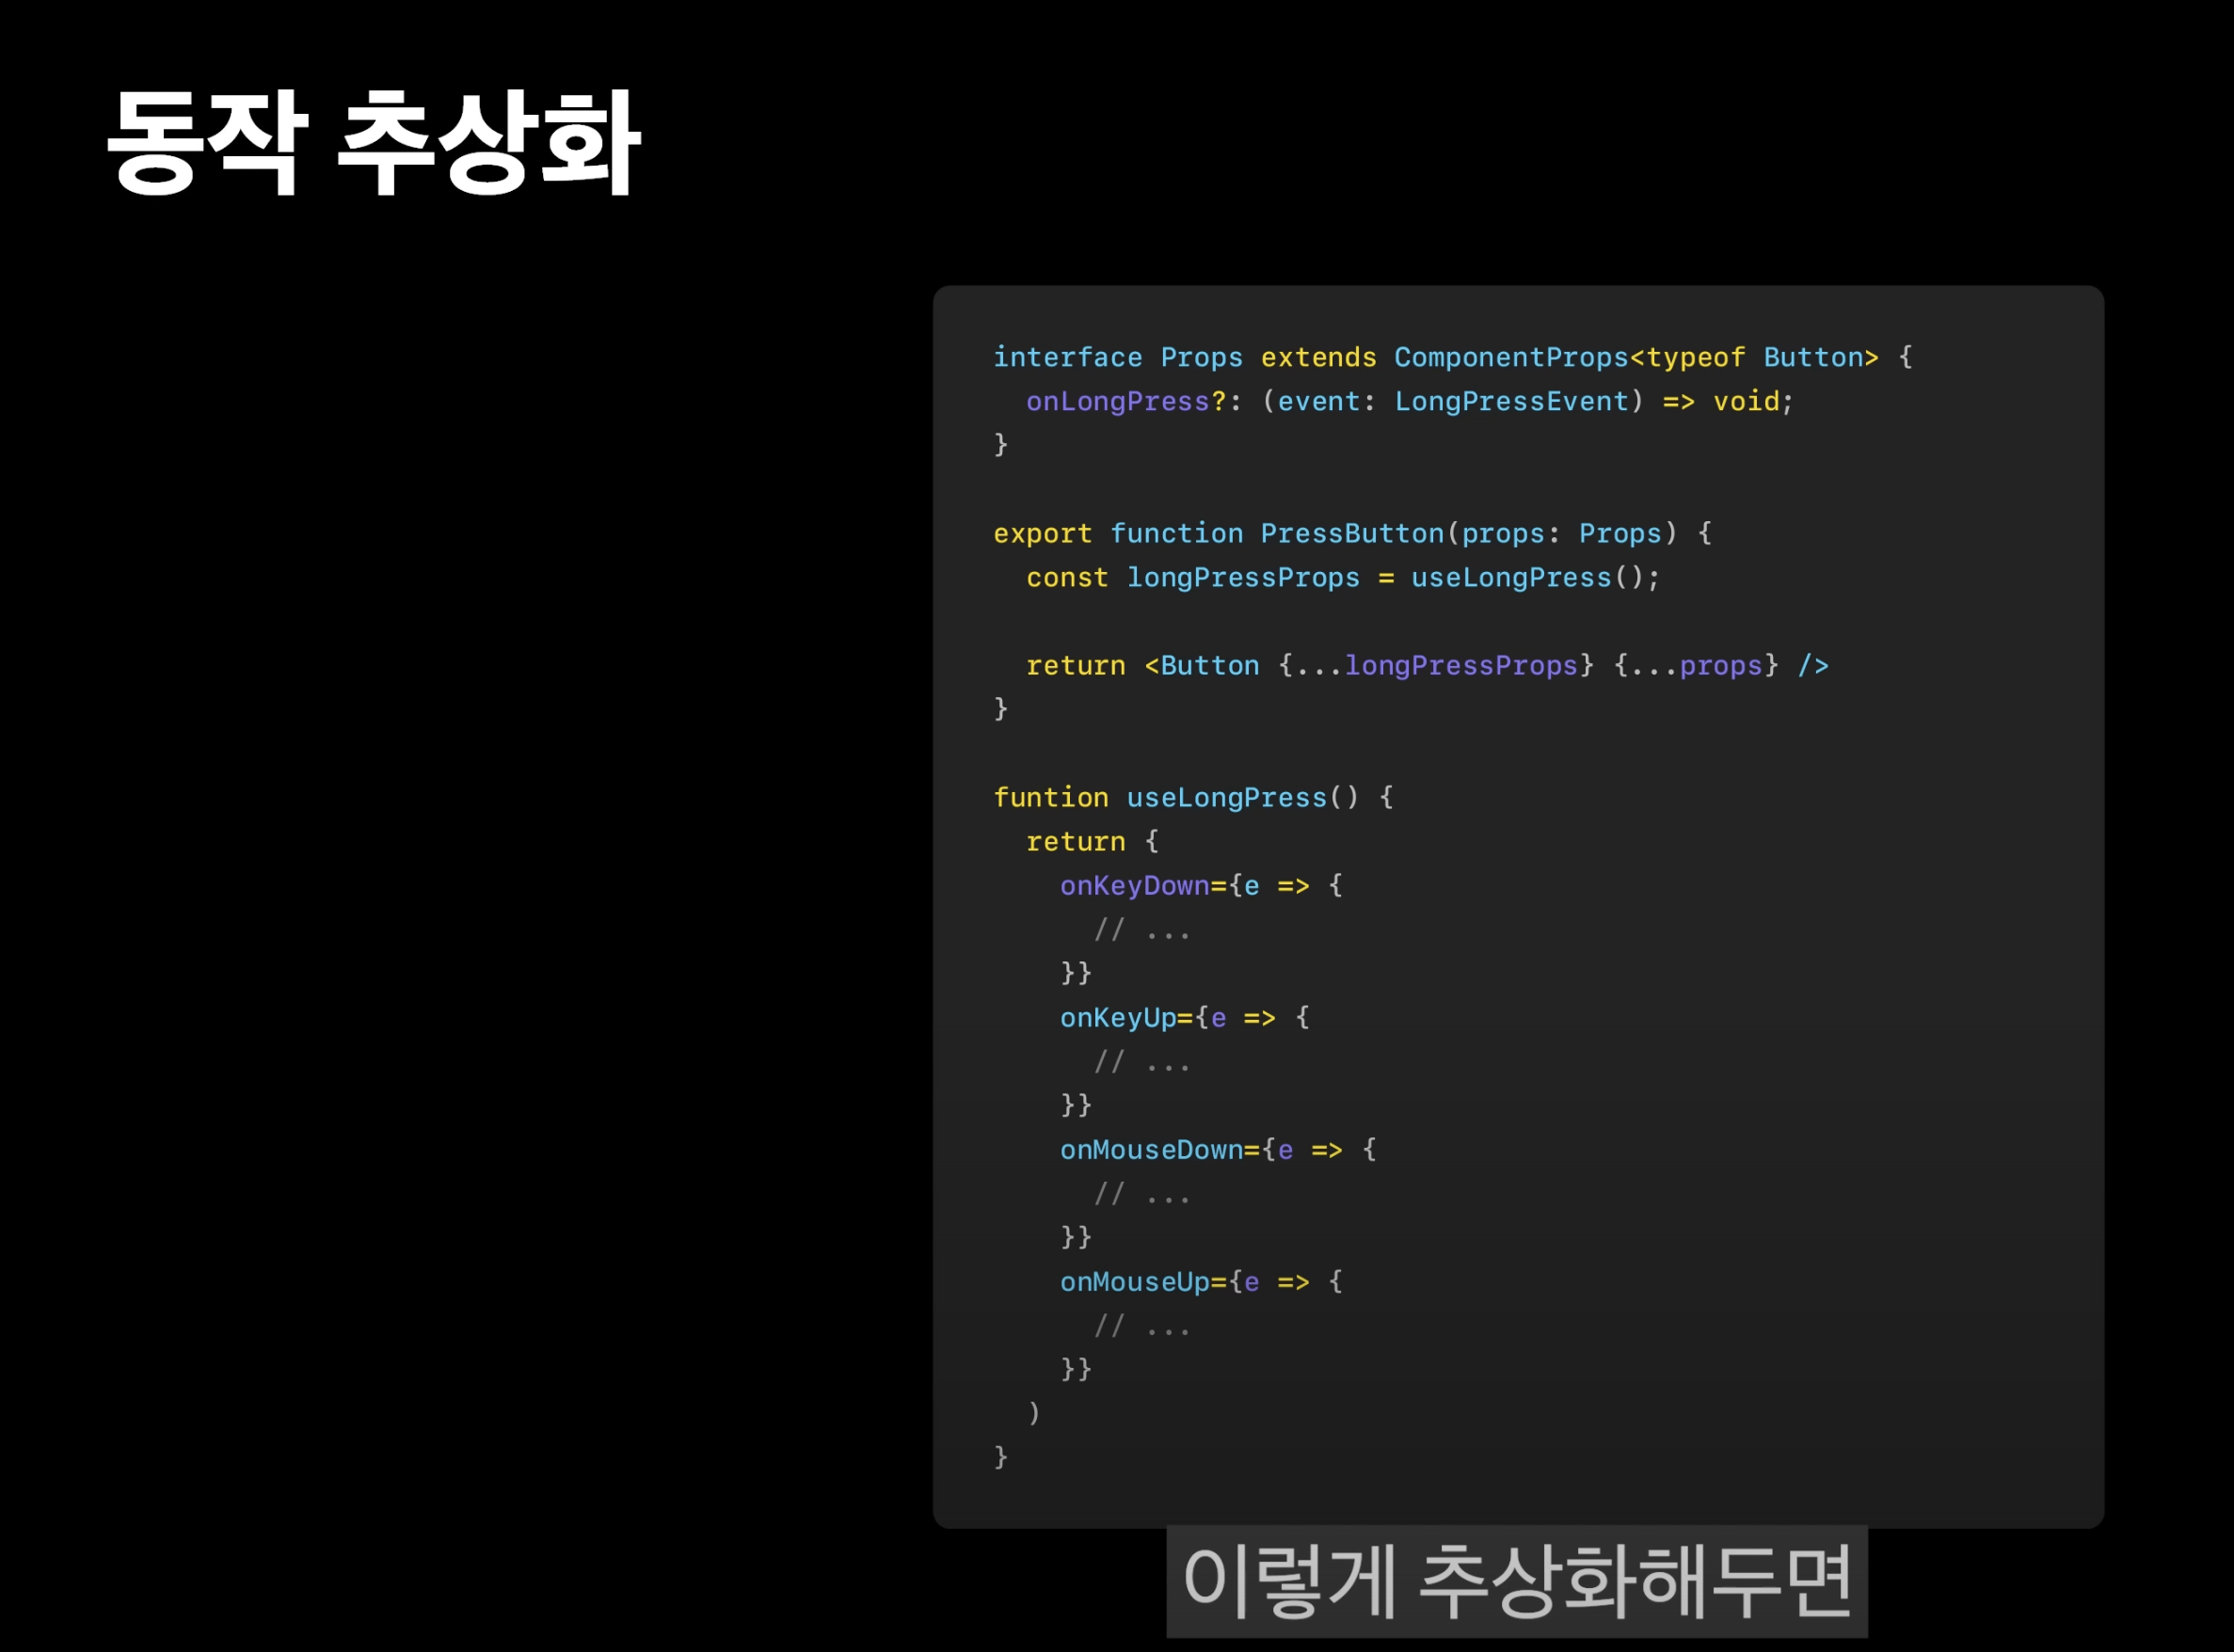 동작 추상화
interface Props extends ComponentProps<typeof Button> {
  onLongPress?: (event: LongPressEvent) => void;
}
export function PressButton(props: Props) {
  const longPressProps = useLongPress();
  return <Button {...longPressProps} {...props} />
}
funtion useLongPress() {
  return {
    onKeyDown={e => {
      // ...
    }}
    onKeyUp={e => {
      // ...
    }}
    onMouseDown={e => {
      // ...
    }}
    onMouseUp={e => {
      // ...
    }}
  )
}
이렇게 추상화해두면